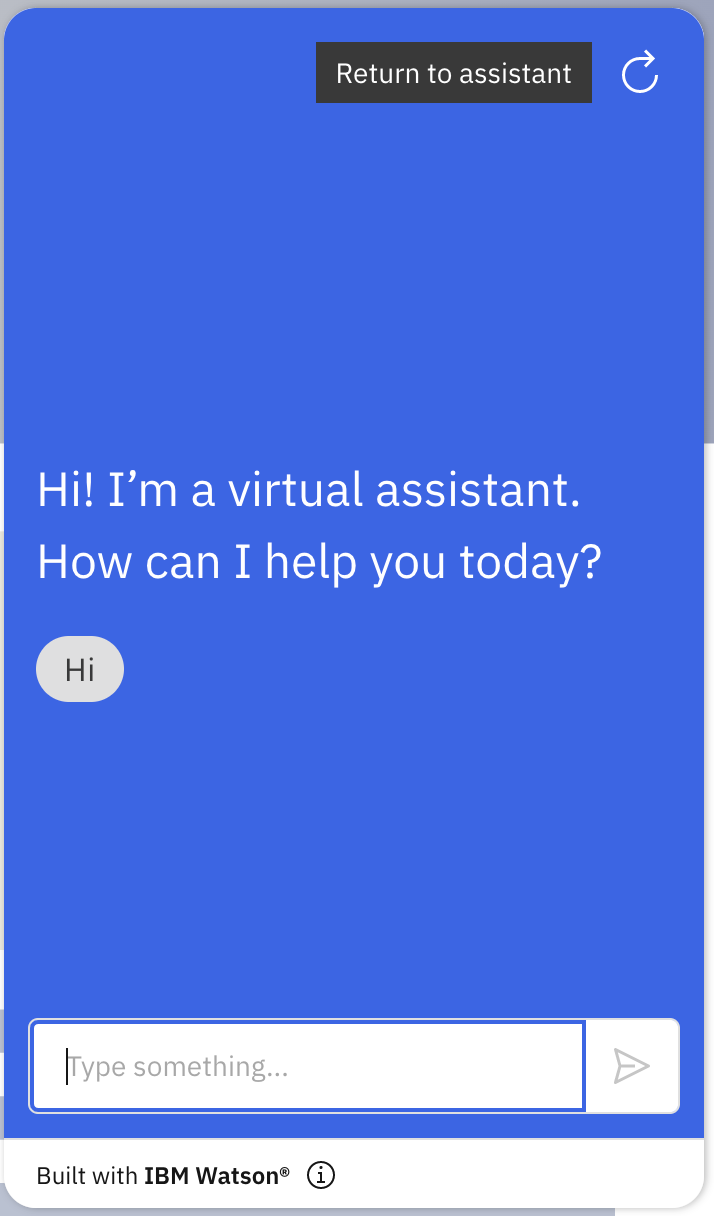 Return to assistant
Hi! I’m a virtual assistant.
How can I help you today?
Hi
Type something...
Built with IBM Watson®